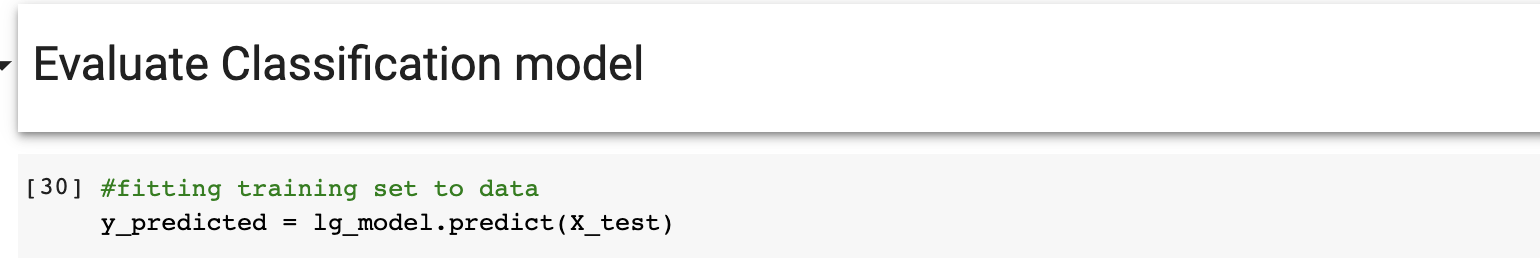 Evaluate Classification model
[30] #fitting training set to data
y_predicted = lg_model.predict(X_test)